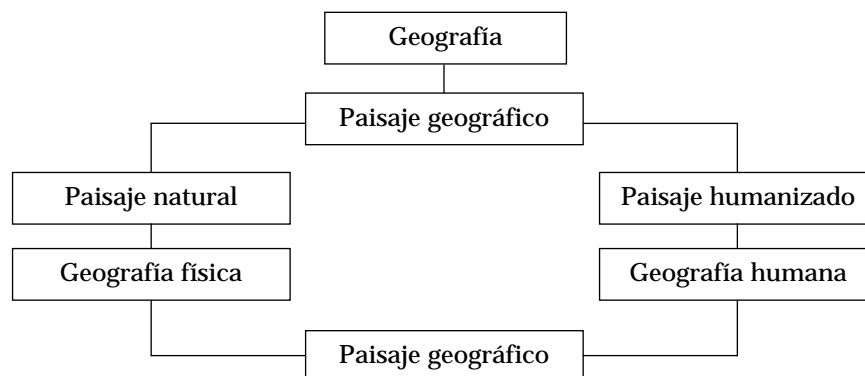 Geografía
Paisaje geográfico
Paisaje natural
Paisaje humanizado
Geografía física
Geografía humana
Paisaje geográfico